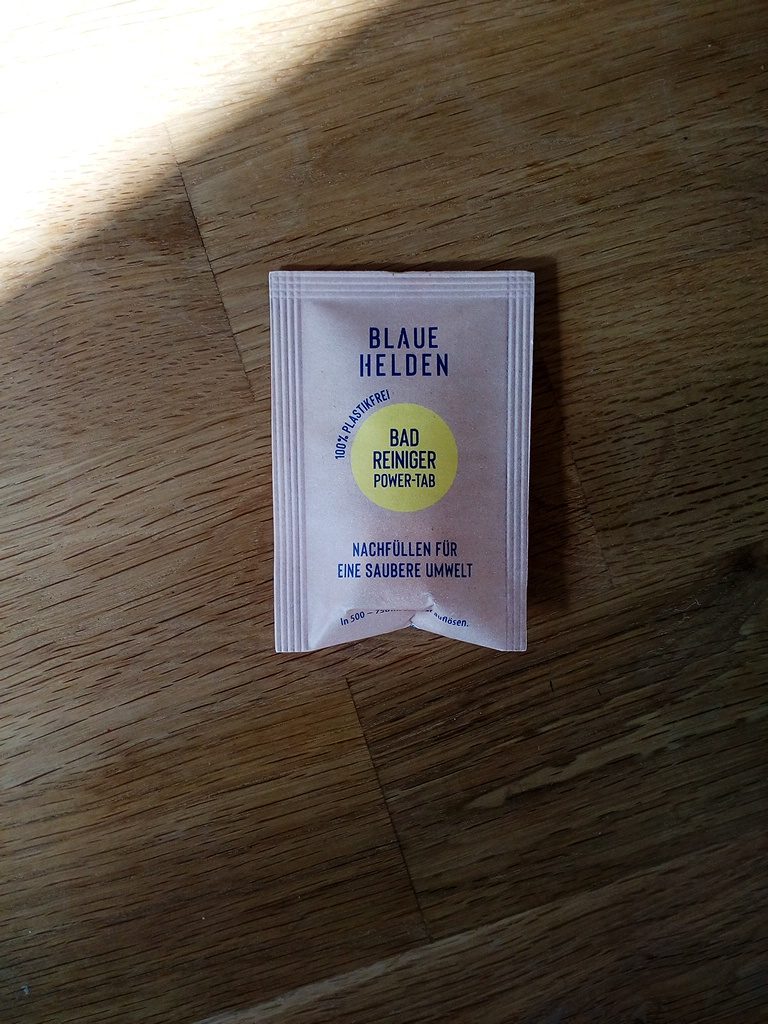 BLAUE
HELDEN
100% PLASTIKFREI
BAD
REINIGER
POWER-TAB
NACHFÜLLEN FÜR
EINE SAUBERE UMWELT
In 500 –